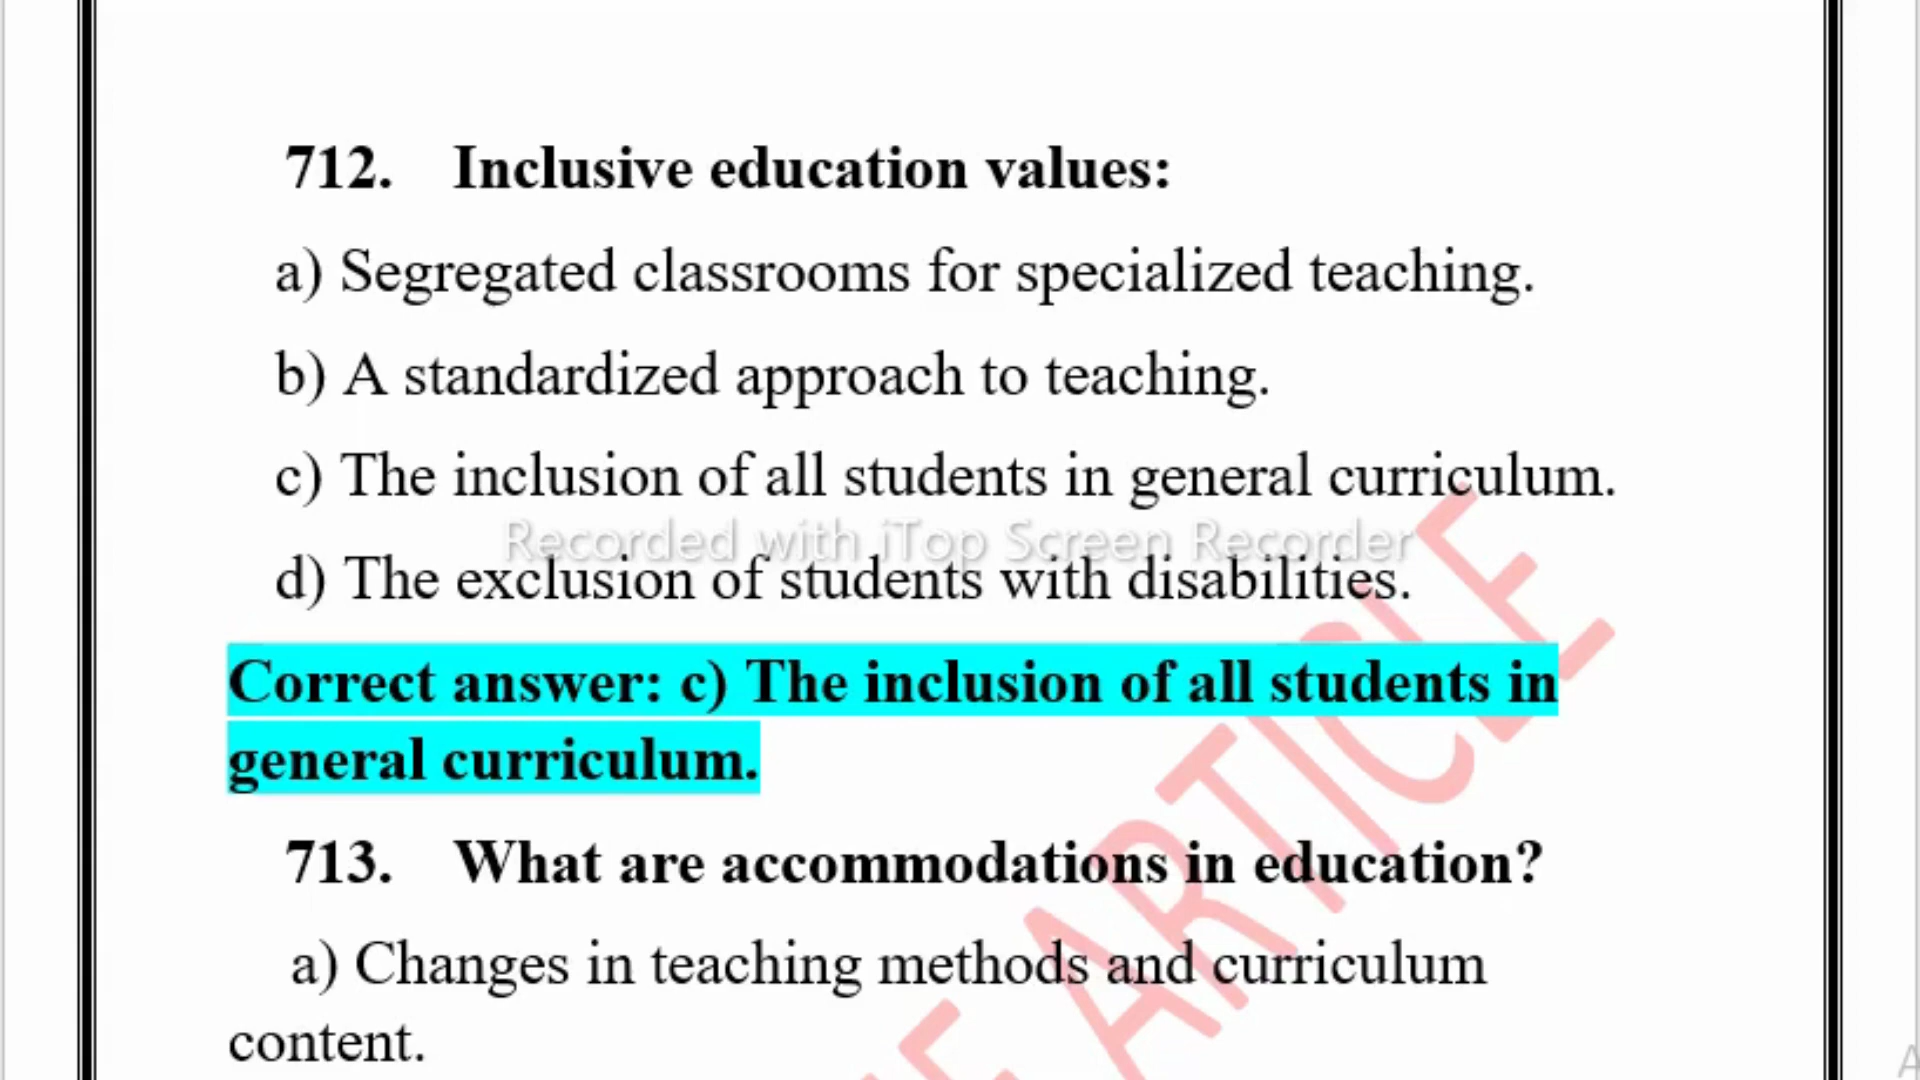 712. Inclusive education values:
a) Segregated classrooms for specialized teaching.
b) A standardized approach to teaching.
c) The inclusion of all students in general curriculum.
Recorded with iTop Screen Recorder
d) The exclusion of students with disabilities.
Correct answer: c) The inclusion of all students in
general curriculum.
713. What are accommodations in education?
a) Changes in teaching methods and curriculum
content.
ARTICLE